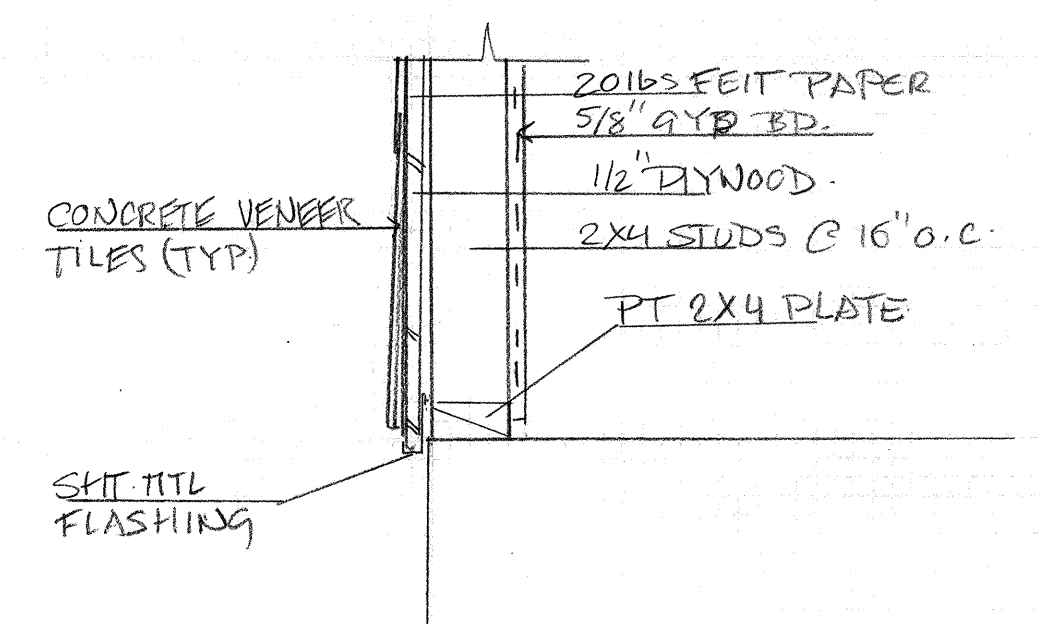 20lbs FELT PAPER
5/8" GYP BD.
1/2" PLYWOOD.
CONCRETE VENEER
TILES (TYP.)
2X4 STUDS @ 16" O.C.
PT 2X4 PLATE
SHT. MTL
FLASHING